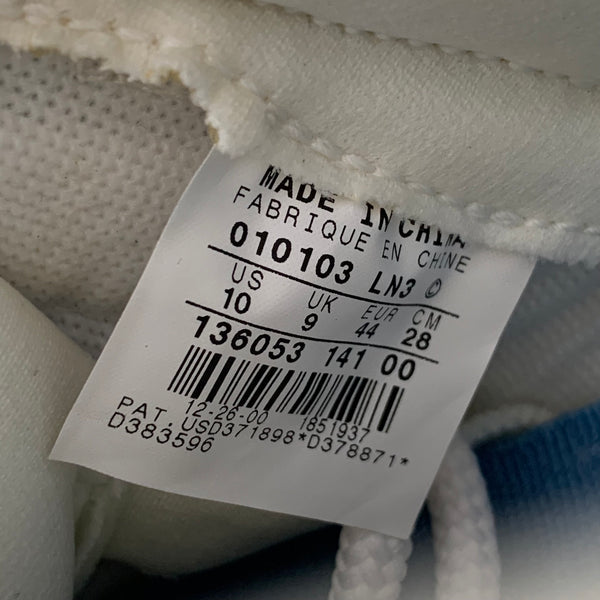 MADE IN CHINA
FABRIQUE EN CHINE
010103 LN3 ©
US UK EUR CM
10 9 44 28
136053 141 00
12-26-00 1851937
PAT. USD371898*D378871*
D383596